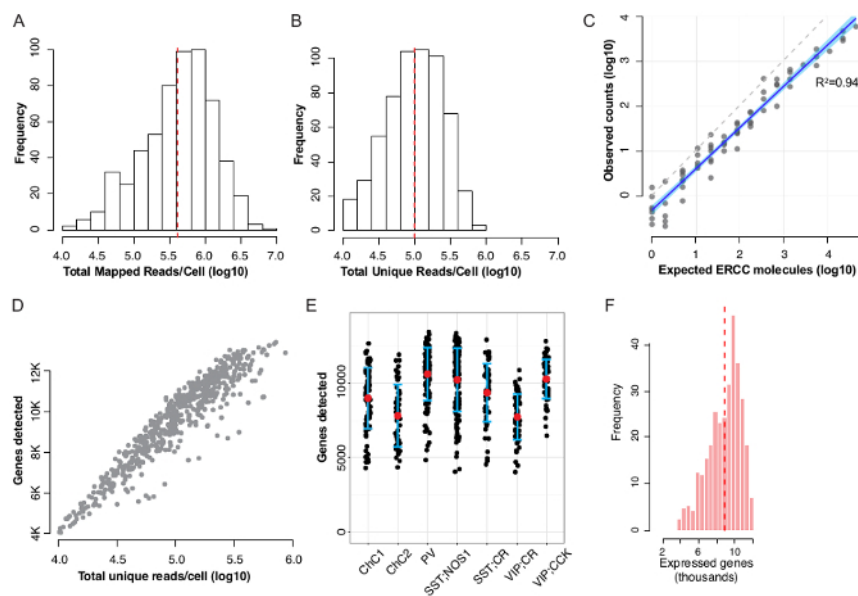 A
B
C
Frequency
100
80
60
40
20
0
4.0 4.5 5.0 5.5 6.0 6.5 7.0
Total Mapped Reads/Cell (log10)
Frequency
100
80
60
40
20
0
4.0 4.5 5.0 5.5 6.0 6.5 7.0
Total Unique Reads/Cell (log10)
Observed counts (log10)
4
3
2
1
0
R²=0.94
0 1 2 3 4
Expected ERCC molecules (log10)
D
E
F
Genes detected
12K
10K
8K
6K
4K
4.0 4.5 5.0 5.5 6.0
Total unique reads/cell (log10)
Genes detected
10000
5000
0
ChC1
ChC2
PV
SST;NOS1
SST;CR
VIP;CR
VIP;CCK
Frequency
40
30
20
10
0
2 6 10
Expressed genes
(thousands)